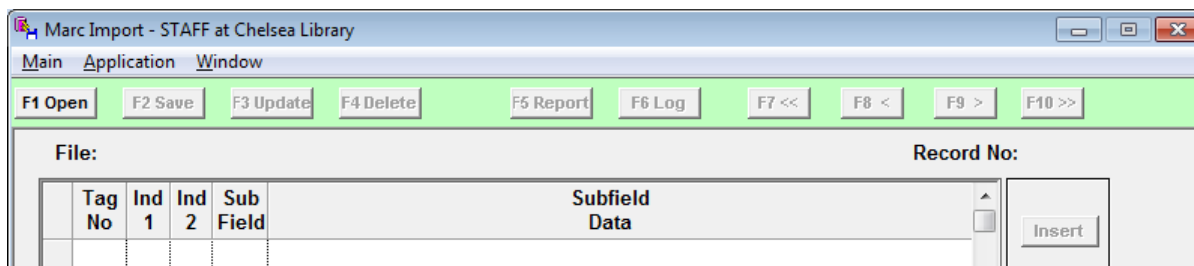 Marc Import - STAFF at Chelsea Library
Main Application Window
F1 Open F2 Save F3 Update F4 Delete F5 Report F6 Log F7 << F8 < F9 > F10 >>
File: Record No:
Tag Ind Ind Sub Subfield
No 1 2 Field Data
Insert